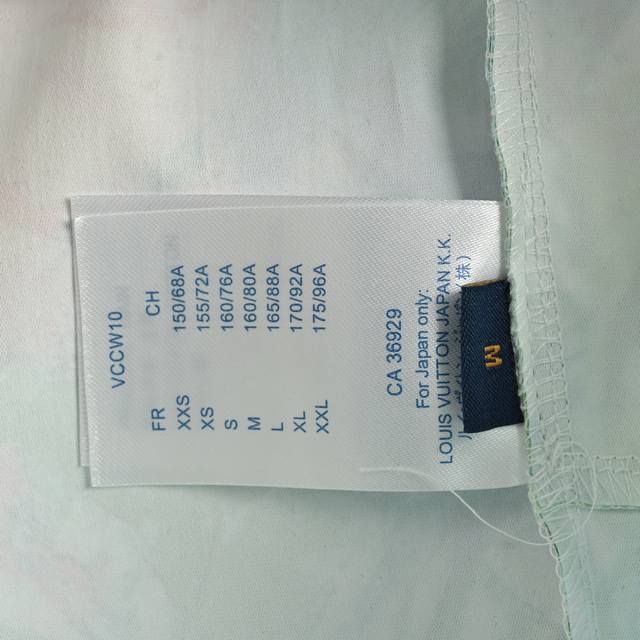 VCCW10
FR CH
XXS 150/68A
XS 155/72A
S 160/76A
M 160/80A
L 165/88A
XL 170/92A
XXL 175/96A
CA 36929
For Japan only:
LOUIS VUITTON JAPAN K.K.
(株)
M